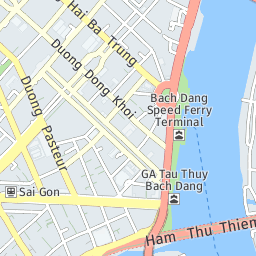 Hai Ba Trung
Duong Dong Khoi
Duong Pasteur
Bach Dang
Speed Ferry
Terminal
Sai Gon
GA Tau Thuy
Bach Dang
Ham Thu Thiem